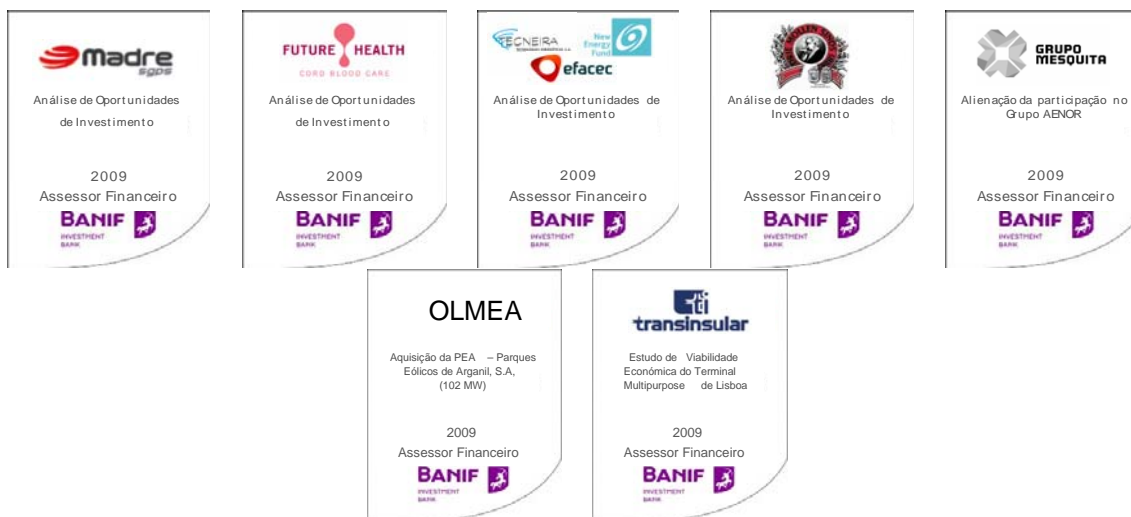 Madre
sgps
Análise de Oportunidades
de Investimento
2009
Assessor Financeiro
BANIF
INVESTMENT
BANK
FUTURE HEALTH
CORD BLOOD CARE
Análise de Oportunidades
de Investimento
2009
Assessor Financeiro
BANIF
INVESTMENT
BANK
TECNEIRA
New
Energy
Fund
efacec
Análise de Oportunidades de
Investimento
2009
Assessor Financeiro
BANIF
INVESTMENT
BANK
Análise de Oportunidades de
Investimento
2009
Assessor Financeiro
BANIF
INVESTMENT
BANK
GRUPO
MESQUITA
Alienação da participação no
Grupo AENOR
2009
Assessor Financeiro
BANIF
INVESTMENT
BANK
OLMEA
Aquisição da PEA – Parques
Eólicos de Arganil, S.A,
(102 MW)
2009
Assessor Financeiro
BANIF
INVESTMENT
BANK
transinsular
Estudo de Viabilidade
Económica do Terminal
Multipurpose de Lisboa
2009
Assessor Financeiro
BANIF
INVESTMENT
BANK